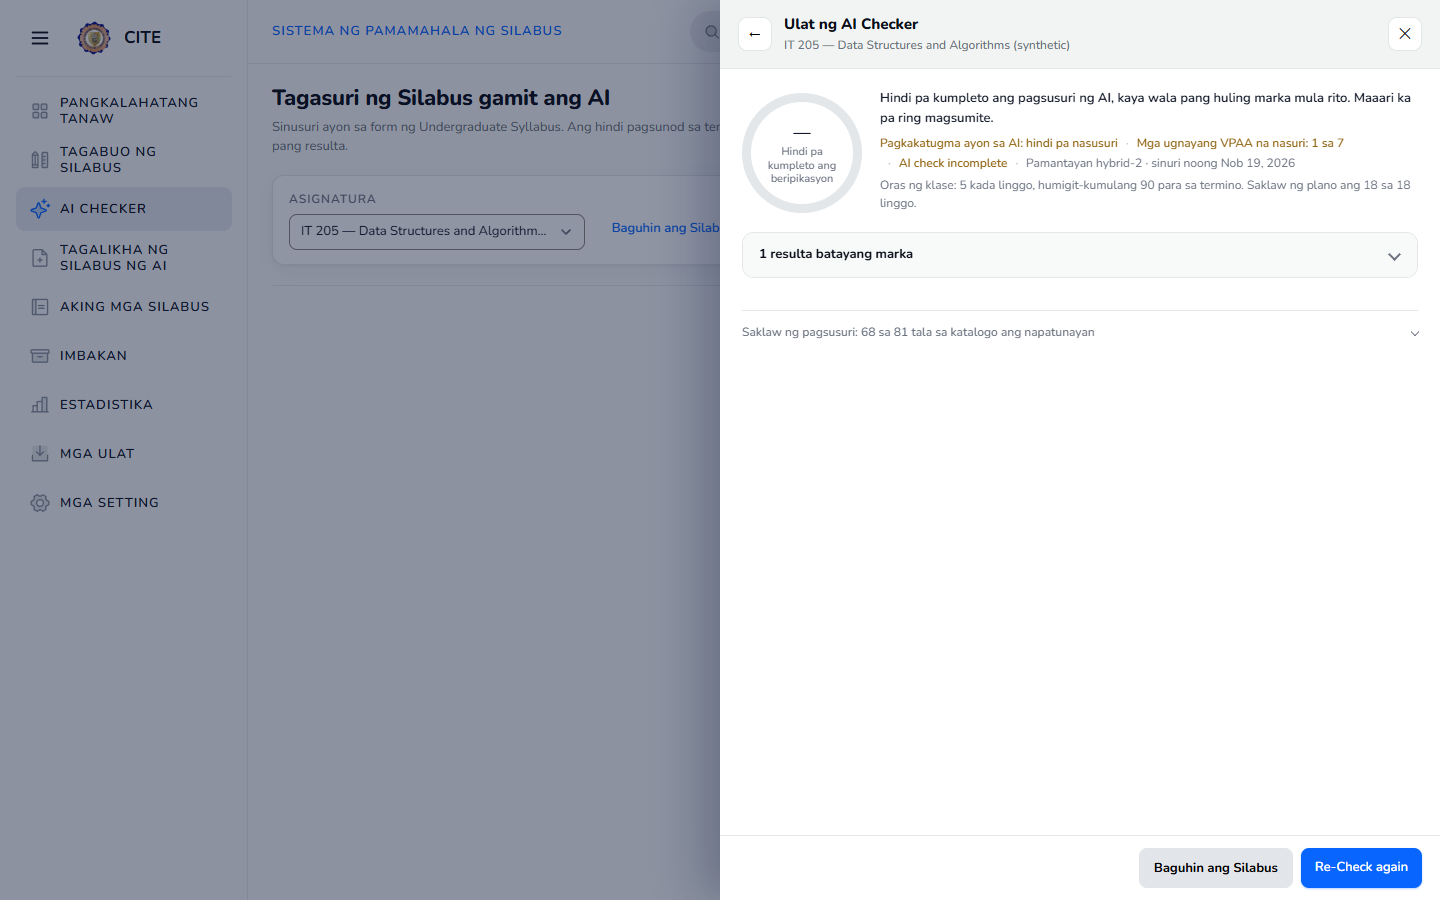 CITE
PANGKALAHATANG
TANAW
TAGABUO NG
SILABUS
AI CHECKER
TAGALIKHA NG
SILABUS NG AI
AKING MGA SILABUS
IMBAKAN
ESTADISTIKA
MGA ULAT
MGA SETTING
SISTEMA NG PAMAMAHALA NG SILABUS
Tagasuri ng Silabus gamit ang AI
Sinusuri ayon sa form ng Undergraduate Syllabus. Ang hindi pagsunod sa
pang resulta.
ASIGNATURA
IT 205 — Data Structures and Algorithm...
Baguhin ang
Ulat ng AI Checker
IT 205 — Data Structures and Algorithms (synthetic)
—
Hindi pa
kumpleto ang
beripikasyon
Hindi pa kumpleto ang pagsusuri ng AI, kaya wala pang huling marka mula rito. Maaari ka
pa ring magsumite.
Pagkakatugma ayon sa AI: hindi pa nasusuri · Mga ugnayang VPAA na nasuri: 1 sa 7
· AI check incomplete · Pamantayan hybrid-2 · sinuri noong Nob 19, 2026
Oras ng klase: 5 kada linggo, humigit-kumulang 90 para sa termino. Saklaw ng plano ang 18 sa 18
linggo.
1 resulta batayang marka
Saklaw ng pagsusuri: 68 sa 81 tala sa katalogo ang napatunayan
Baguhin ang Silabus
Re-Check again